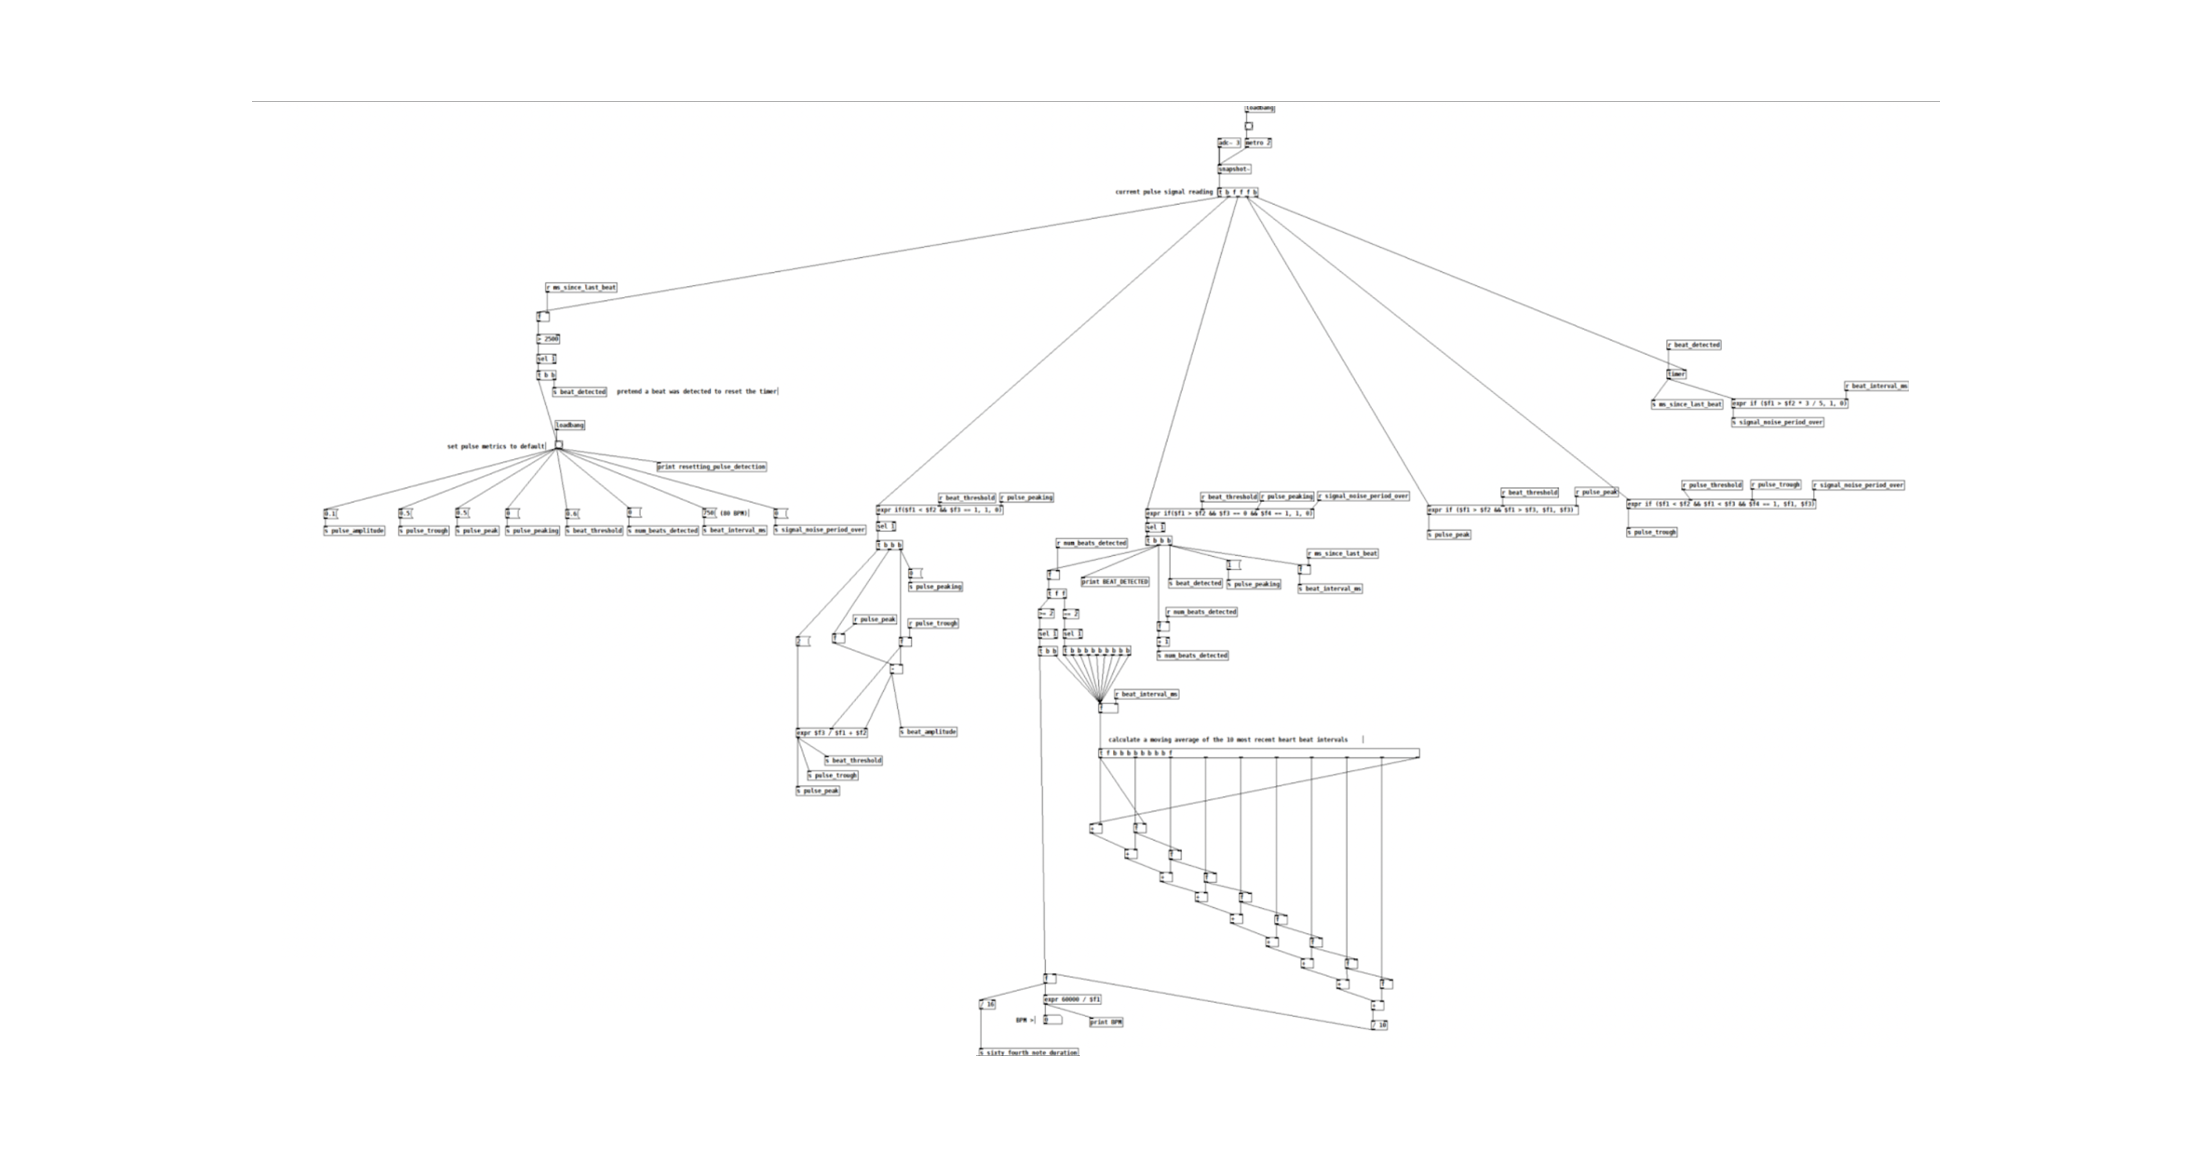 loadbang
adc~ 3
metro 2
snapshot~
current pulse signal reading
t b f f f b
r ms_since_last_beat
f
> 2500
sel 1
t b b
s beat_detected
pretend a beat was detected to reset the timer
loadbang
set pulse metrics to default
print resetting_pulse_detection
0.1
0.5
0.5
0
0.6
0
750
(80 BPM)
0
s pulse_amplitude
s pulse_trough
s pulse_peak
s pulse_peaking
s beat_threshold
s num_beats_detected
s beat_interval_ms
s signal_noise_period_over
r beat_detected
timer
r beat_interval_ms
s ms_since_last_beat
expr if ($f1 > $f2 * 3 / 5, 1, 0)
s signal_noise_period_over
r beat_threshold
r pulse_peaking
expr if($f1 < $f2 && $f3 == 1, 1, 0)
sel 1
t b b b
0
s pulse_peaking
r pulse_peak
r pulse_trough
2
f
f
-
expr $f3 / $f1 + $f2
s beat_amplitude
s beat_threshold
s pulse_trough
s pulse_peak
r beat_threshold
r pulse_peaking
r signal_noise_period_over
expr if($f1 > $f2 && $f3 == 0 && $f4 == 1, 1, 0)
sel 1
t b b b
r num_beats_detected
r ms_since_last_beat
f
print BEAT_DETECTED
s beat_detected
1
s pulse_peaking
f
s beat_interval_ms
t f f
r num_beats_detected
== 2
f
sel 1
sel 1
+ 1
t b b
t b b b b b b b b b
s num_beats_detected
r beat_interval_ms
f
calculate a moving average of the 10 most recent heart beat intervals
t f b b b b b b b b f
+
f
+
f
+
f
+
f
+
f
+
f
+
f
+
f
+
/ 10
f
/ 16
expr 60000 / $f1
BPM =
0
print BPM
s sixty_fourth_note_duration
r beat_threshold
r pulse_peak
expr if ($f1 > $f2 && $f1 > $f3, $f1, $f3)
s pulse_peak
r pulse_threshold
r pulse_trough
r signal_noise_period_over
expr if ($f1 < $f2 && $f1 < $f3 && $f4 == 1, $f1, $f3)
s pulse_trough